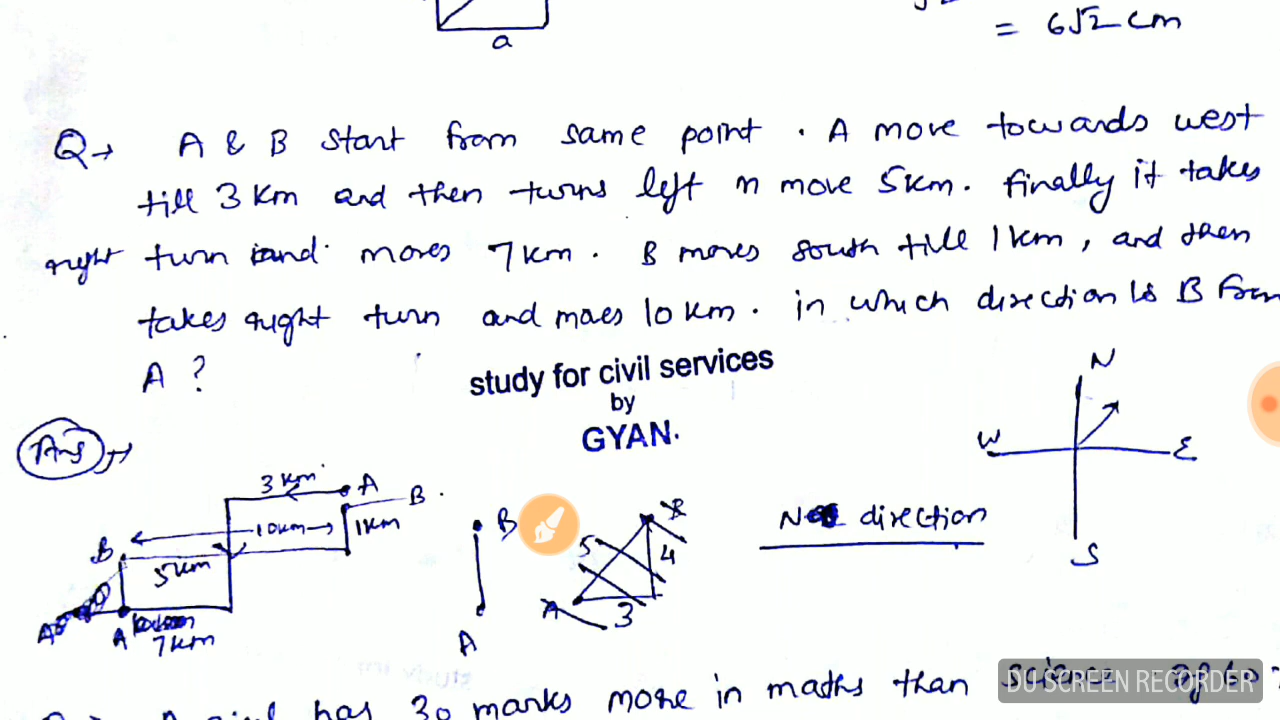 a
= 6√2 cm
Q→ A & B start from same point . A move towards west
till 3 Km and then turns left n move 5km. finally it takes
right turn and moves 7km . B moves south till 1km , and then
takes right turn and moves 10 km . in which direction is B from
A ?
study for civil services
by
GYAN.
N
W
E
S
Ans →
3 km
A
B
10km
1km
B
5km
A
A
7km
B
A
5
4
A
3
B
N direction
A girl has 30 marks more in maths than science
DU SCREEN RECORDER